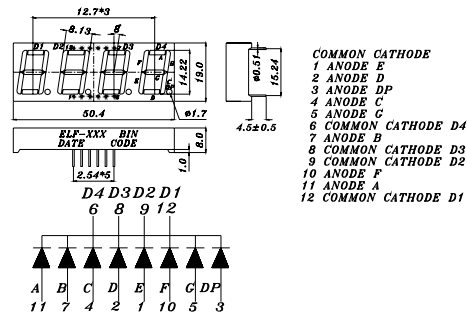 12.7*3
8.13
8
D1 D2 D3 D4
A
F
B
G
E
C
DP
D
14.22
19.0
50.4
ø1.7
ø0.51
15.24
4.5±0.5
ELF-XXX BIN
DATE CODE
8.0
1.0
2.54*5
COMMON CATHODE
1 ANODE E
2 ANODE D
3 ANODE DP
4 ANODE C
5 ANODE G
6 COMMON CATHODE D4
7 ANODE B
8 COMMON CATHODE D3
9 COMMON CATHODE D2
10 ANODE F
11 ANODE A
12 COMMON CATHODE D1
D4 D3 D2 D1
6 8 9 12
A B C D E F G DP
11 7 4 2 1 10 5 3